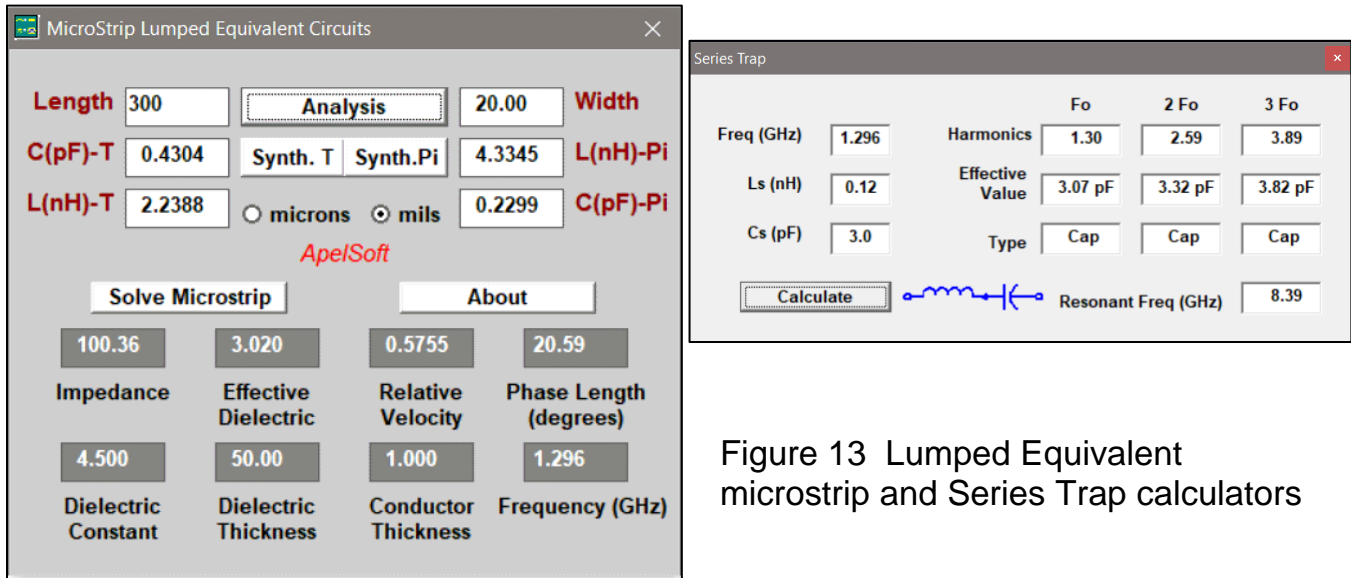 MicroStrip Lumped Equivalent Circuits
Length 300 Analysis 20.00 Width
C(pF)-T 0.4304 Synth. T Synth.Pi 4.3345 L(nH)-Pi
L(nH)-T 2.2388 microns mils 0.2299 C(pF)-Pi
ApelSoft
Solve Microstrip About
100.36 3.020 0.5755 20.59
Impedance Effective Relative Phase Length
Dielectric Velocity (degrees)
4.500 50.00 1.000 1.296
Dielectric Dielectric Conductor Frequency (GHz)
Constant Thickness Thickness
Series Trap
Fo 2 Fo 3 Fo
Freq (GHz) 1.296 Harmonics 1.30 2.59 3.89
Ls (nH) 0.12 Effective Value 3.07 pF 3.32 pF 3.82 pF
Cs (pF) 3.0 Type Cap Cap Cap
Calculate Resonant Freq (GHz) 8.39
Figure 13 Lumped Equivalent
microstrip and Series Trap calculators